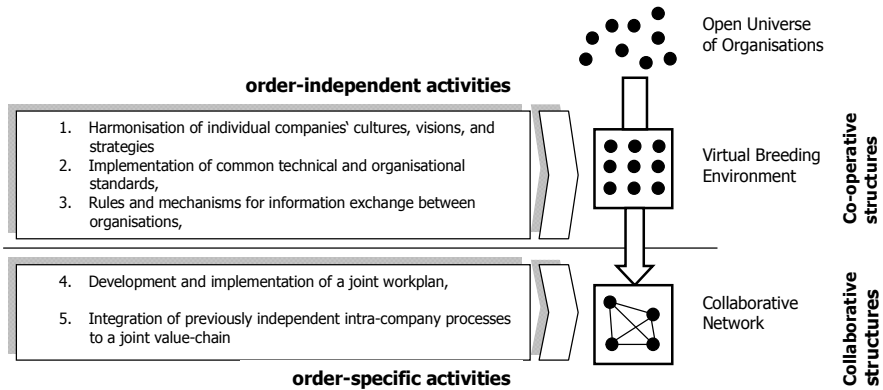 Open Universe
of Organisations
order-independent activities
1. Harmonisation of individual companies‘ cultures, visions, and
strategies
2. Implementation of common technical and organisational
standards,
3. Rules and mechanisms for information exchange between
organisations,
Virtual Breeding
Environment
Co-operative
structures
4. Development and implementation of a joint workplan,
5. Integration of previously independent intra-company processes
to a joint value-chain
Collaborative
Network
Collaborative
structures
order-specific activities